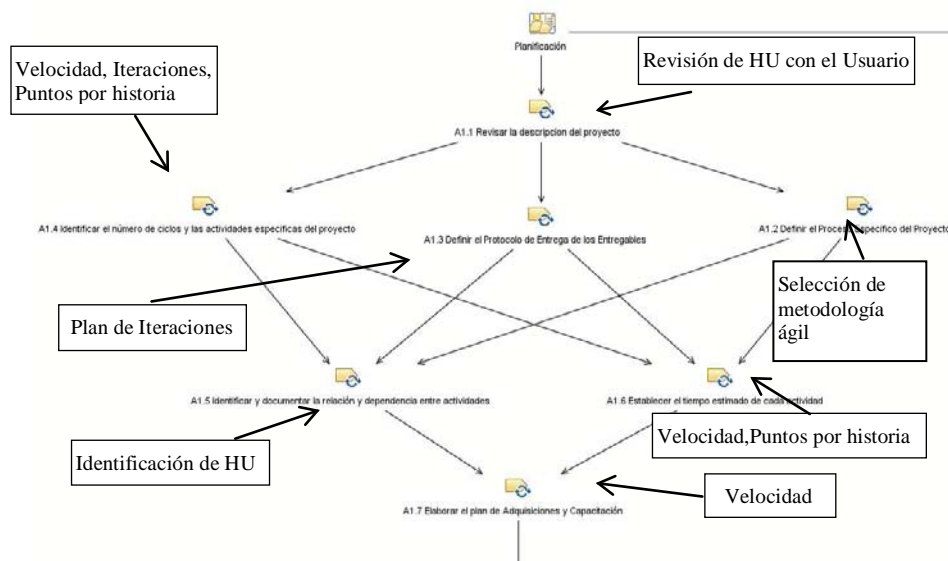 Planificación
Velocidad, Iteraciones,
Puntos por historia
Revisión de HU con el Usuario
A1.1 Revisar la descripcion del proyecto
A1.4 Identificar el número de ciclos y las actividades especificas del proyecto
A1.3 Definir el Protocolo de Entrega de los Entregables
A1.2 Definir el Proceso Específico del Proyecto
Plan de Iteraciones
Selección de
metodología
ágil
A1.5 Identificar y documentar la relación y dependencia entre actividades
A1.6 Establecer el tiempo estimado de cada actividad
Identificación de HU
Velocidad,Puntos por historia
Velocidad
A1.7 Elaborar el plan de Adquisiciones y Capacitación